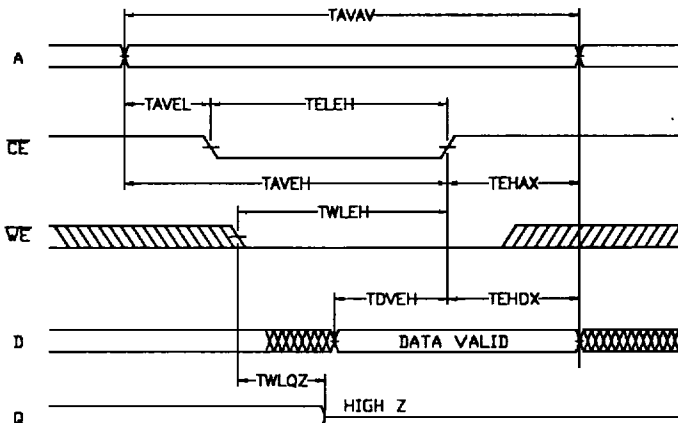 TAVAV
A
TAVEL TELEH
CE
TAVEH TEHAX
TWLEH
WE
TDVEH TEHDX
D DATA VALID
TWLQZ
HIGH Z
Q